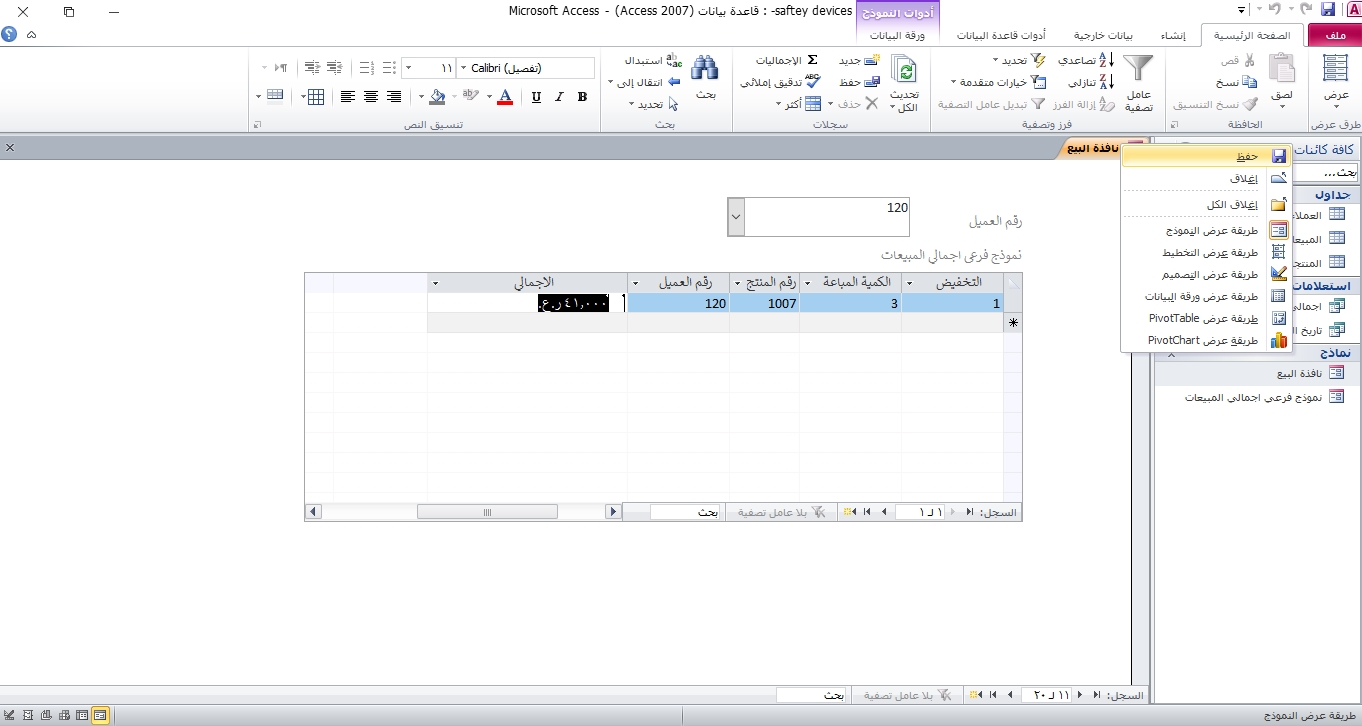 saftey devices- : قاعدة بيانات (Access 2007) - Microsoft Access
أدوات النموذج
ملف
الصفحة الرئيسية
إنشاء
بيانات خارجية
أدوات قاعدة البيانات
ورقة البيانات
عرض
طرق عرض
لصق
قص
نسخ
نسخ التنسيق
الحافظة
عامل تصفية
تصاعدي
تنازلي
إزالة الفرز
تحديد
خيارات متقدمة
تبديل عامل التصفية
فرز وتصفية
تحديث الكل
جديد
حفظ
حذف
الإجماليات
تدقيق إملائي
أكثر
سجلات
بحث
استبدال
انتقال إلى
تحديد
بحث
Calibri (تفصيل)
١١
B I U
A
تنسيق النص
كافة كائنات
بحث...
جداول
العملاء
المبيعا
المنتج
استعلامات
اجمالي
تاريخ ال
نماذج
نافذة البيع
نموذج فرعي اجمالي المبيعات
حفظ
إغلاق
إغلاق الكل
طريقة عرض النموذج
طريقة عرض التخطيط
طريقة عرض التصميم
طريقة عرض ورقة البيانات
طريقة عرض PivotTable
طريقة عرض PivotChart
نافذة البيع
رقم العميل
120
نموذج فرعي اجمالي المبيعات
التخفيض الكمية المباعة رقم المنتج رقم العميل الاجمالي
1 3 1007 120 ٤١,٠٠٠ ر.ع.
السجل: ١ لـ ١ بلا عامل تصفية بحث
السجل: ١١ لـ ٢٠ بلا عامل تصفية بحث
طريقة عرض النموذج